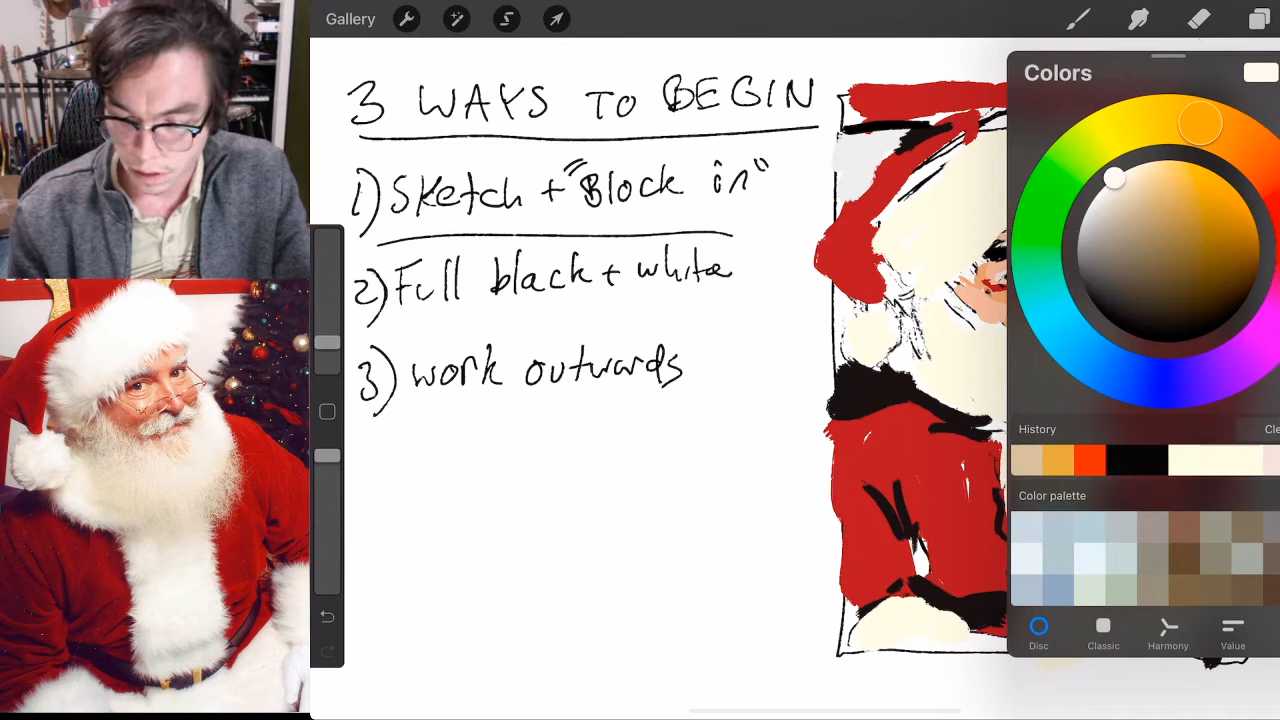 Gallery
Colors
3 WAYS TO BEGIN
1) Sketch + "Block in"
2) Full black + white
3) work outwards
History Cle
Color palette
Disc Classic Harmony Value